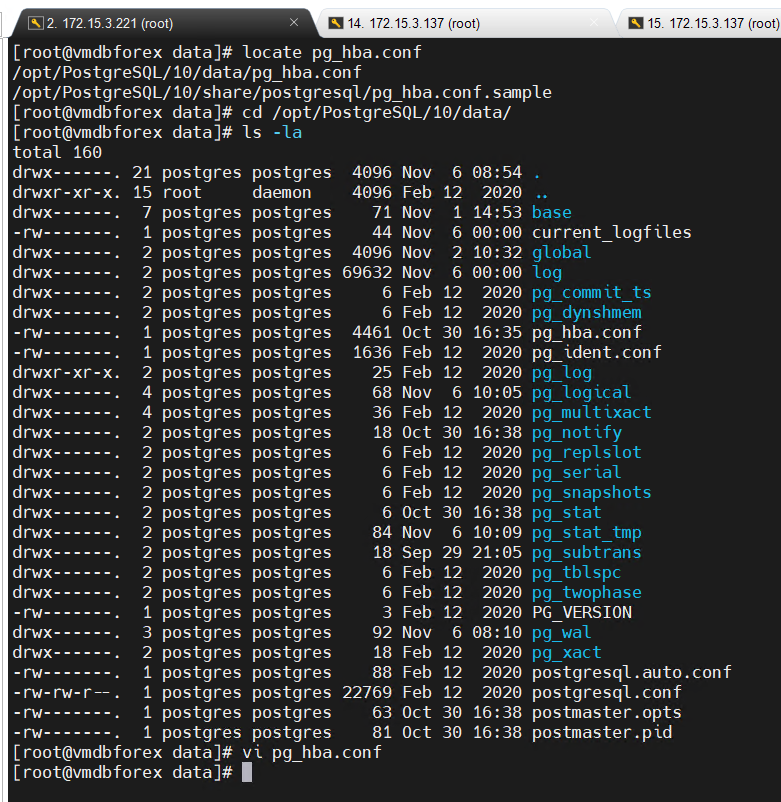 2. 172.15.3.221 (root)
14. 172.15.3.137 (root)
15. 172.15.3.137 (root)
[root@vmdbforex data]# locate pg_hba.conf
/opt/PostgreSQL/10/data/pg_hba.conf
/opt/PostgreSQL/10/share/postgresql/pg_hba.conf.sample
[root@vmdbforex data]# cd /opt/PostgreSQL/10/data/
[root@vmdbforex data]# ls -la
total 160
drwx------. 21 postgres postgres  4096 Nov  6 08:54 .
drwxr-xr-x. 15 root     daemon    4096 Feb 12  2020 ..
drwx------.  7 postgres postgres    71 Nov  1 14:53 base
-rw-------.  1 postgres postgres    44 Nov  6 00:00 current_logfiles
drwx------.  2 postgres postgres  4096 Nov  2 10:32 global
drwx------.  2 postgres postgres 69632 Nov  6 00:00 log
drwx------.  2 postgres postgres     6 Feb 12  2020 pg_commit_ts
drwx------.  2 postgres postgres     6 Feb 12  2020 pg_dynshmem
-rw-------.  1 postgres postgres  4461 Oct 30 16:35 pg_hba.conf
-rw-------.  1 postgres postgres  1636 Feb 12  2020 pg_ident.conf
drwxr-xr-x.  2 postgres postgres    25 Feb 12  2020 pg_log
drwx------.  4 postgres postgres    68 Nov  6 10:05 pg_logical
drwx------.  4 postgres postgres    36 Feb 12  2020 pg_multixact
drwx------.  2 postgres postgres    18 Oct 30 16:38 pg_notify
drwx------.  2 postgres postgres     6 Feb 12  2020 pg_replslot
drwx------.  2 postgres postgres     6 Feb 12  2020 pg_serial
drwx------.  2 postgres postgres     6 Feb 12  2020 pg_snapshots
drwx------.  2 postgres postgres     6 Oct 30 16:38 pg_stat
drwx------.  2 postgres postgres    84 Nov  6 10:09 pg_stat_tmp
drwx------.  2 postgres postgres    18 Sep 29 21:05 pg_subtrans
drwx------.  2 postgres postgres     6 Feb 12  2020 pg_tblspc
drwx------.  2 postgres postgres     6 Feb 12  2020 pg_twophase
-rw-------.  1 postgres postgres     3 Feb 12  2020 PG_VERSION
drwx------.  3 postgres postgres    92 Nov  6 08:10 pg_wal
drwx------.  2 postgres postgres    18 Feb 12  2020 pg_xact
-rw-------.  1 postgres postgres    88 Feb 12  2020 postgresql.auto.conf
-rw-rw-r--.  1 postgres postgres 22769 Feb 12  2020 postgresql.conf
-rw-------.  1 postgres postgres    63 Oct 30 16:38 postmaster.opts
-rw-------.  1 postgres postgres    81 Oct 30 16:38 postmaster.pid
[root@vmdbforex data]# vi pg_hba.conf
[root@vmdbforex data]#